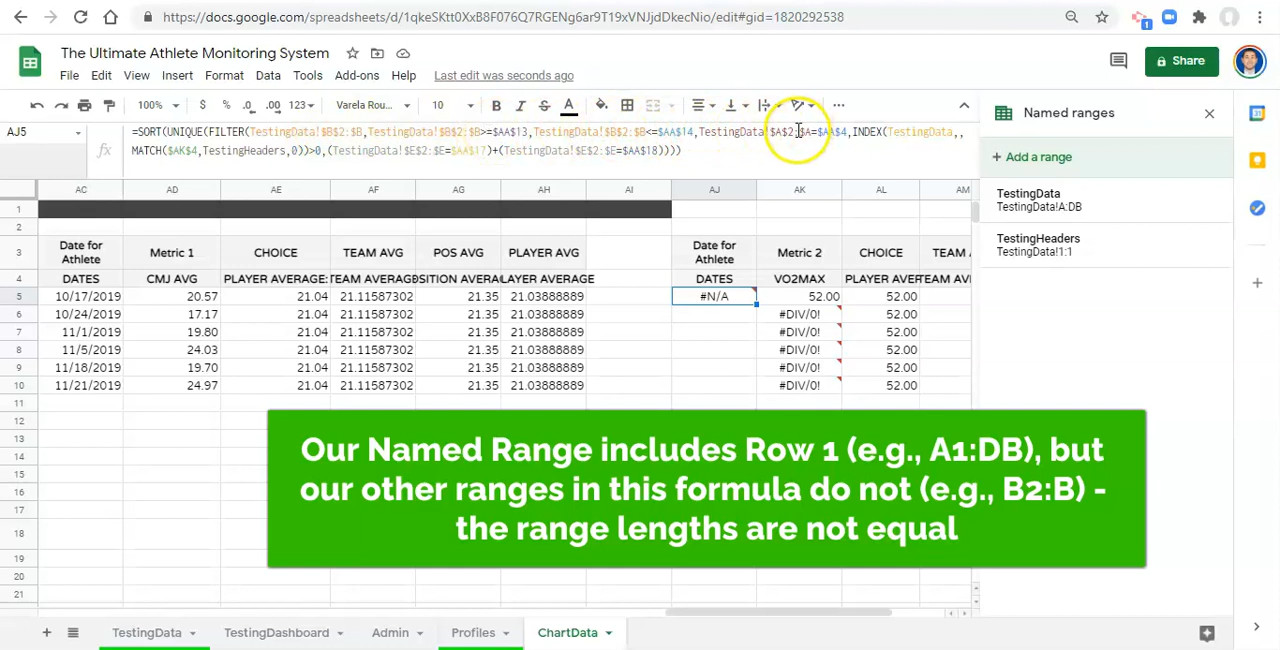 https://docs.google.com/spreadsheets/d/1qkeSKtt0XxB8F076Q7RGENg6ar9T19xVNJjdDkecNio/edit#gid=1820292538
1
The Ultimate Athlete Monitoring System
File Edit View Insert Format Data Tools Add-ons Help Last edit was seconds ago
Share
100% $ % .0 .00 123 Varela Rou... 10 B I S A
Named ranges
AJ5
=SORT(UNIQUE(FILTER(TestingData!$B$2:$B,TestingData!$B$2:$B>=$AA$13,TestingData!$B$2:$B<=$AA$14,TestingData!$A$2:$A=$AA$4,INDEX(TestingData,,
fx MATCH($AK$4,TestingHeaders,0))>0,(TestingData!$E$2:$E=$AA$17)+(TestingData!$E$2:$E=$AA$18))))
+ Add a range
TestingData
TestingData!A:DB
TestingHeaders
TestingData!1:1
AC AD AE AF AG AH AI AJ AK AL AM
1
2
3 Date for Athlete Metric 1 CHOICE TEAM AVG POS AVG PLAYER AVG Date for Athlete Metric 2 CHOICE TEAM A
4 DATES CMJ AVG PLAYER AVERAGE: TEAM AVERAGE OSITION AVERA LAYER AVERAGE DATES VO2MAX PLAYER AVER EAM AVER
5 10/17/2019 20.57 21.04 21.11587302 21.35 21.03888889 #N/A 52.00 52.00
6 10/24/2019 17.17 21.04 21.11587302 21.35 21.03888889 #DIV/0! 52.00
7 11/1/2019 19.80 21.04 21.11587302 21.35 21.03888889 #DIV/0! 52.00
8 11/5/2019 24.03 21.04 21.11587302 21.35 21.03888889 #DIV/0! 52.00
9 11/18/2019 19.70 21.04 21.11587302 21.35 21.03888889 #DIV/0! 52.00
10 11/21/2019 24.97 21.04 21.11587302 21.35 21.03888889 #DIV/0! 52.00
11
12
13
14
15
16
17
18
19
20
21
Our Named Range includes Row 1 (e.g., A1:DB), but
our other ranges in this formula do not (e.g., B2:B) -
the range lengths are not equal
TestingData TestingDashboard Admin Profiles ChartData